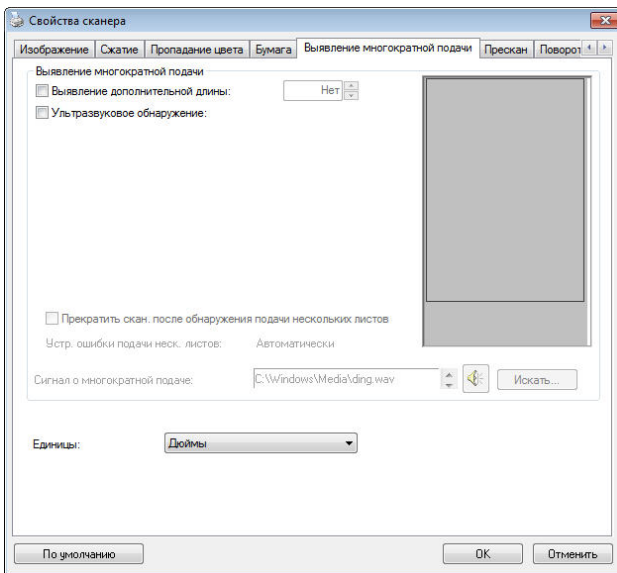 Свойства сканера
Изображение Сжатие Пропадание цвета Бумага Выявление многократной подачи Прескан Поворот
Выявление многократной подачи
Выявление дополнительной длины: Нет
Ультразвуковое обнаружение:
Прекратить скан. после обнаружения подачи нескольких листов
Устр. ошибки подачи неск. листов: Автоматически
Сигнал о многократной подаче: C:\Windows\Media\ding.wav Искать...
Единицы: Дюймы
По умолчанию OK Отменить